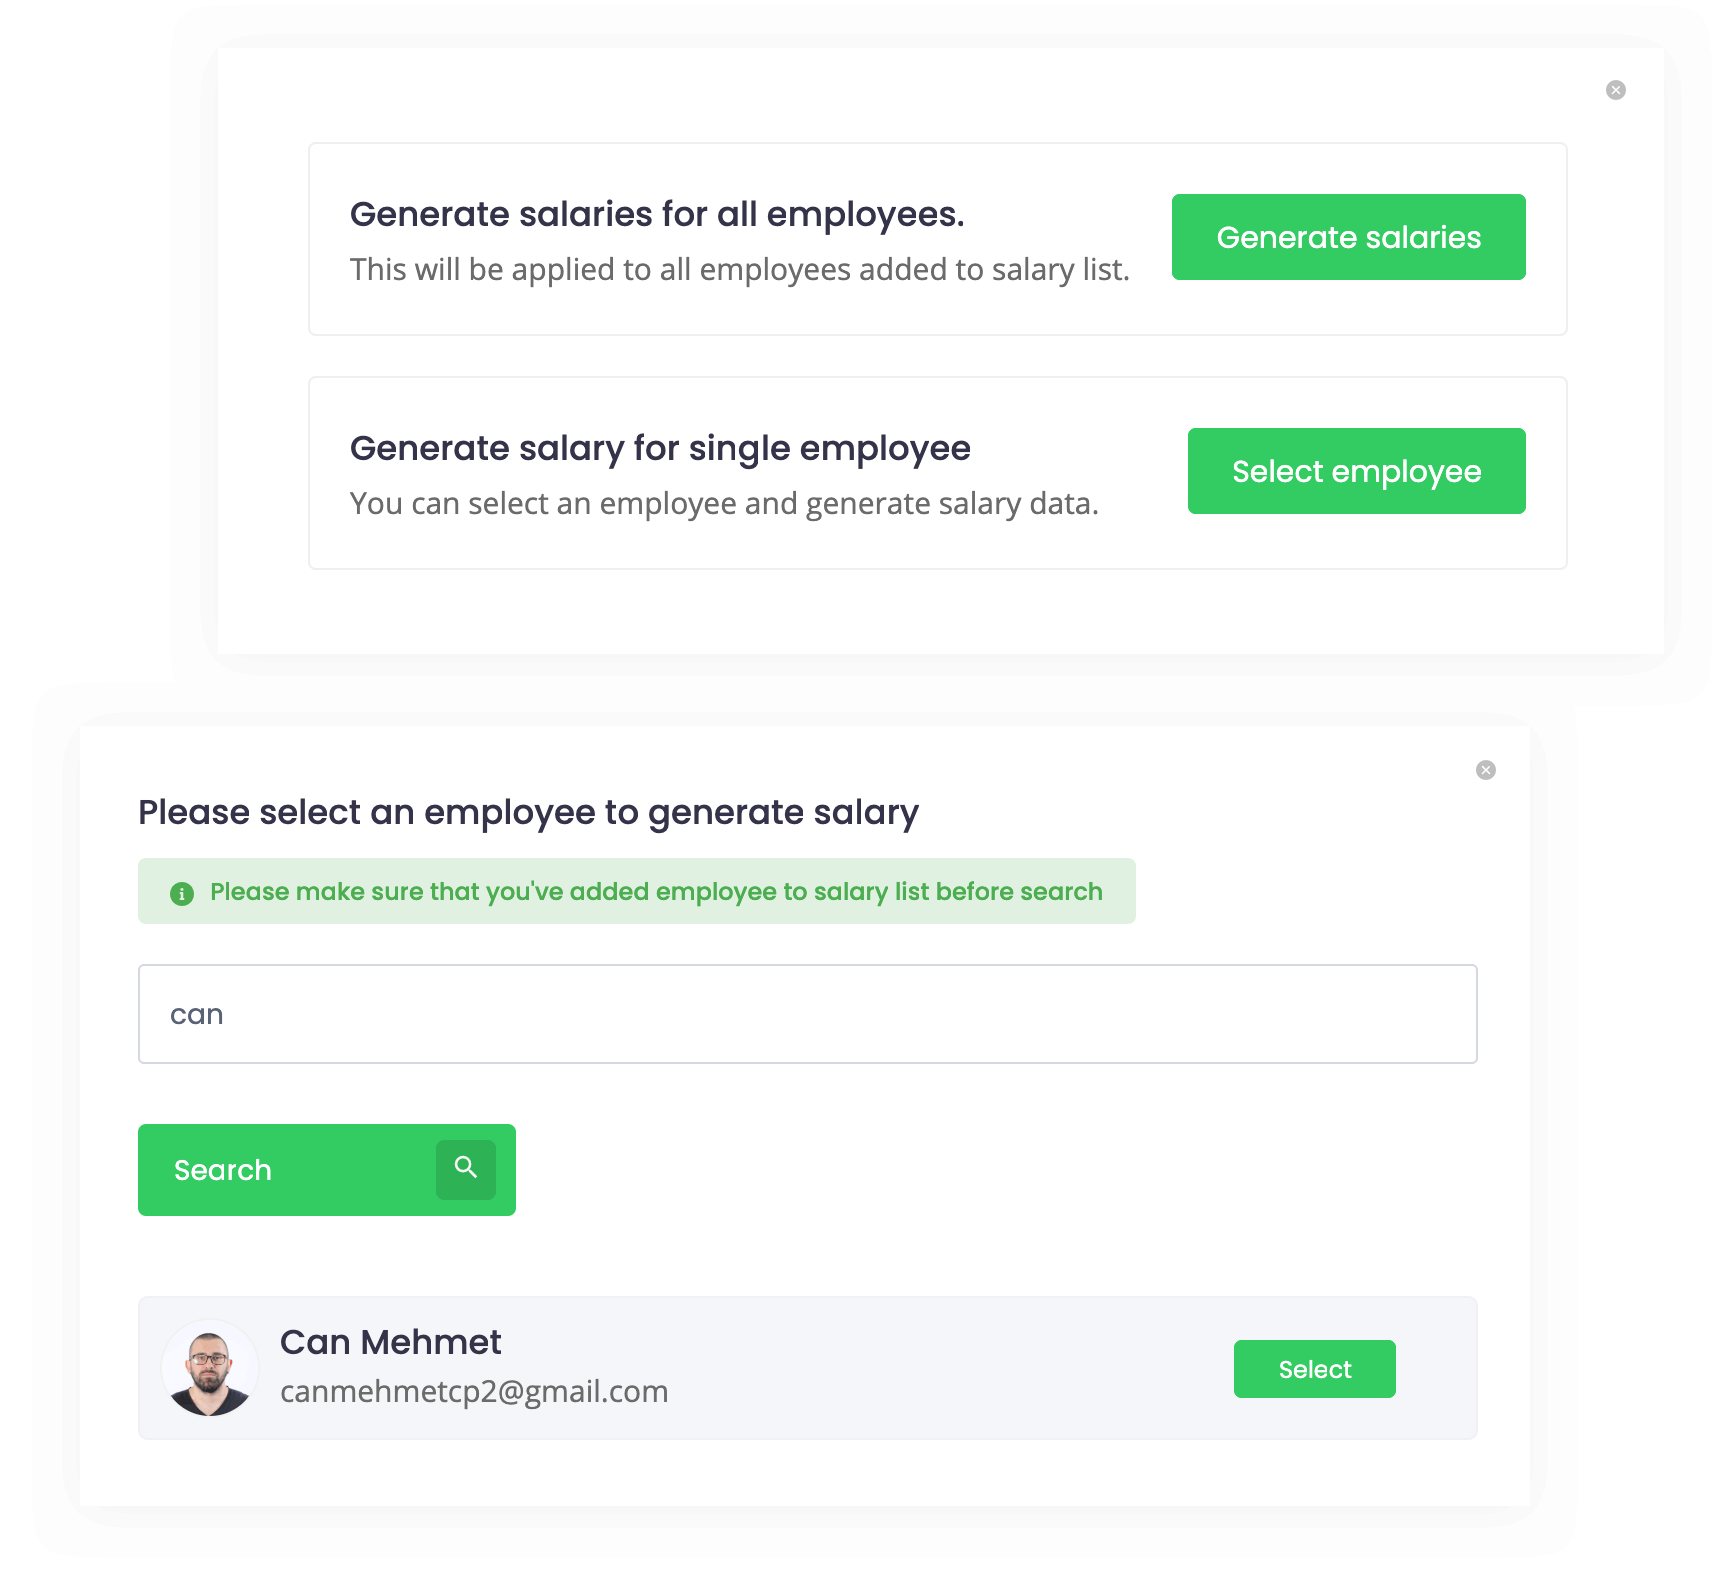 Generate salaries for all employees.
This will be applied to all employees added to salary list.
Generate salaries
Generate salary for single employee
You can select an employee and generate salary data.
Select employee
Please select an employee to generate salary
Please make sure that you've added employee to salary list before search
can
Search
Can Mehmet
canmehmetcp2@gmail.com
Select